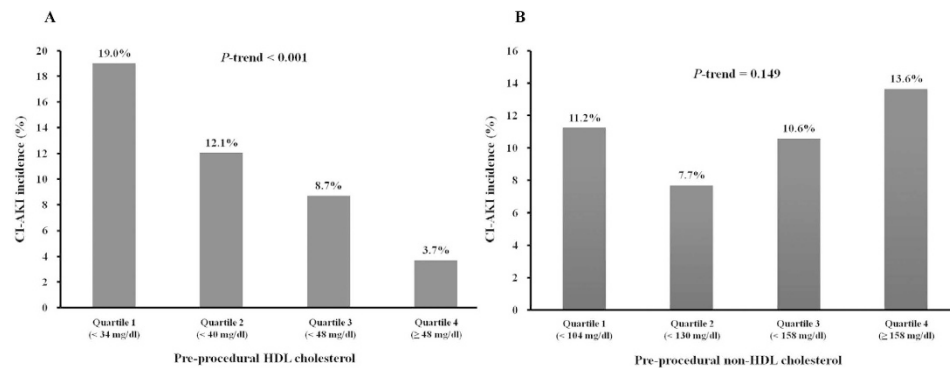 A
P-trend < 0.001
CI-AKI incidence (%)
20
18
16
14
12
10
8
6
4
2
0
19.0%
12.1%
8.7%
3.7%
Quartile 1
(< 34 mg/dl)
Quartile 2
(< 40 mg/dl)
Quartile 3
(< 48 mg/dl)
Quartile 4
(≥ 48 mg/dl)
Pre-procedural HDL cholesterol
B
P-trend = 0.149
CI-AKI incidence (%)
16
14
12
10
8
6
4
2
0
11.2%
7.7%
10.6%
13.6%
Quartile 1
(< 104 mg/dl)
Quartile 2
(< 130 mg/dl)
Quartile 3
(< 158 mg/dl)
Quartile 4
(≥ 158 mg/dl)
Pre-procedural non-HDL cholesterol